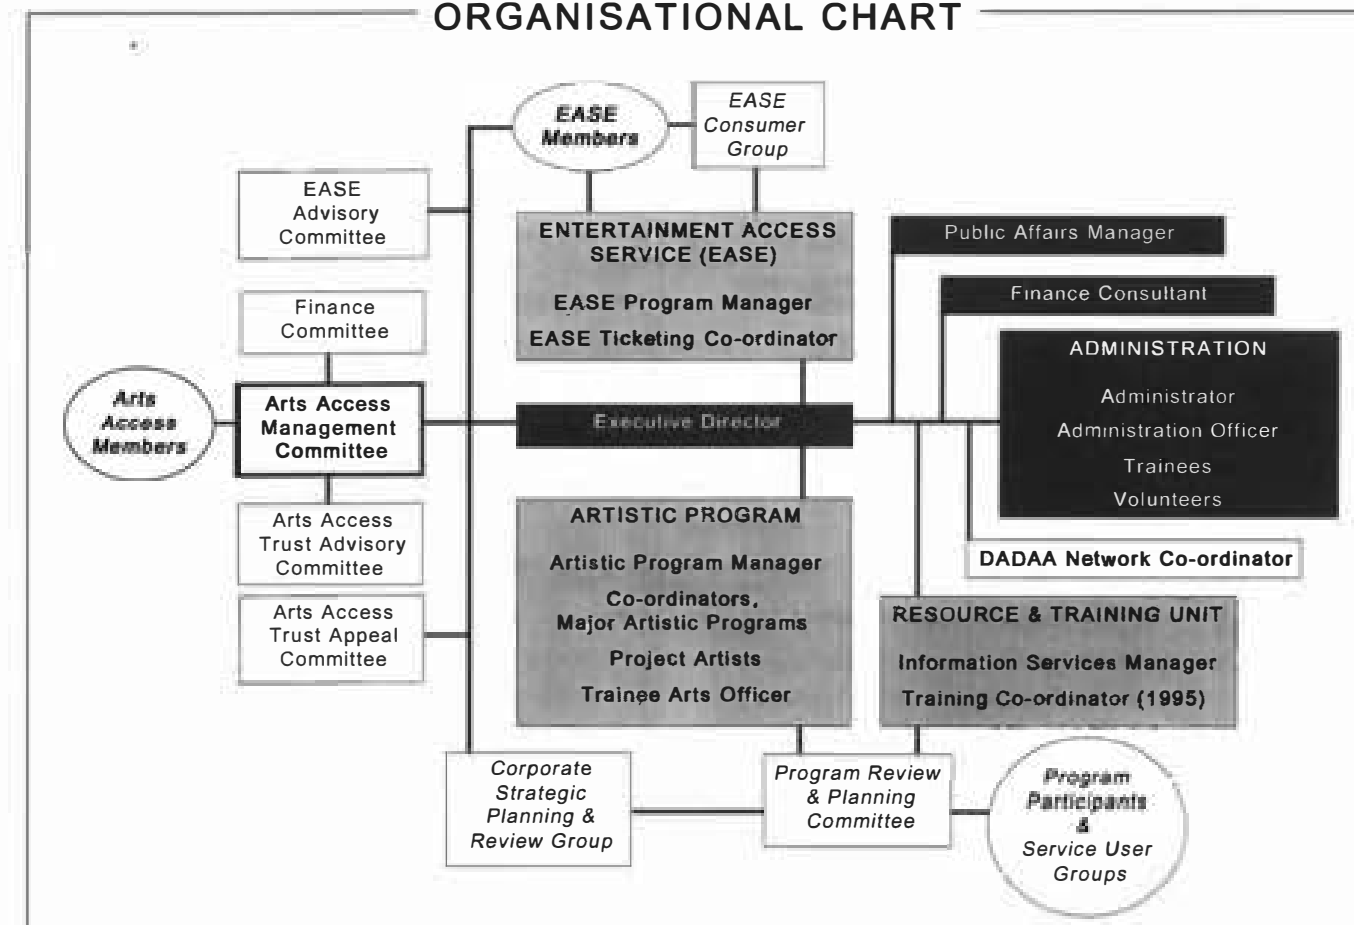 ORGANISATIONAL CHART
EASE
Members
EASE
Consumer
Group
EASE
Advisory
Committee
ENTERTAINMENT ACCESS
SERVICE (EASE)
EASE Program Manager
EASE Ticketing Co-ordinator
Public Affairs Manager
Finance Consultant
Finance
Committee
ADMINISTRATION
Administrator
Administration Officer
Trainees
Volunteers
Arts
Access
Members
Arts Access
Management
Committee
Executive Director
Arts Access
Trust Advisory
Committee
ARTISTIC PROGRAM
Artistic Program Manager
Co-ordinators,
Major Artistic Programs
Project Artists
Trainee Arts Officer
DADAA Network Co-ordinator
Arts Access
Trust Appeal
Committee
RESOURCE & TRAINING UNIT
Information Services Manager
Training Co-ordinator (1995)
Corporate
Strategic
Planning &
Review Group
Program Review
& Planning
Committee
Program
Participants
&
Service User
Groups